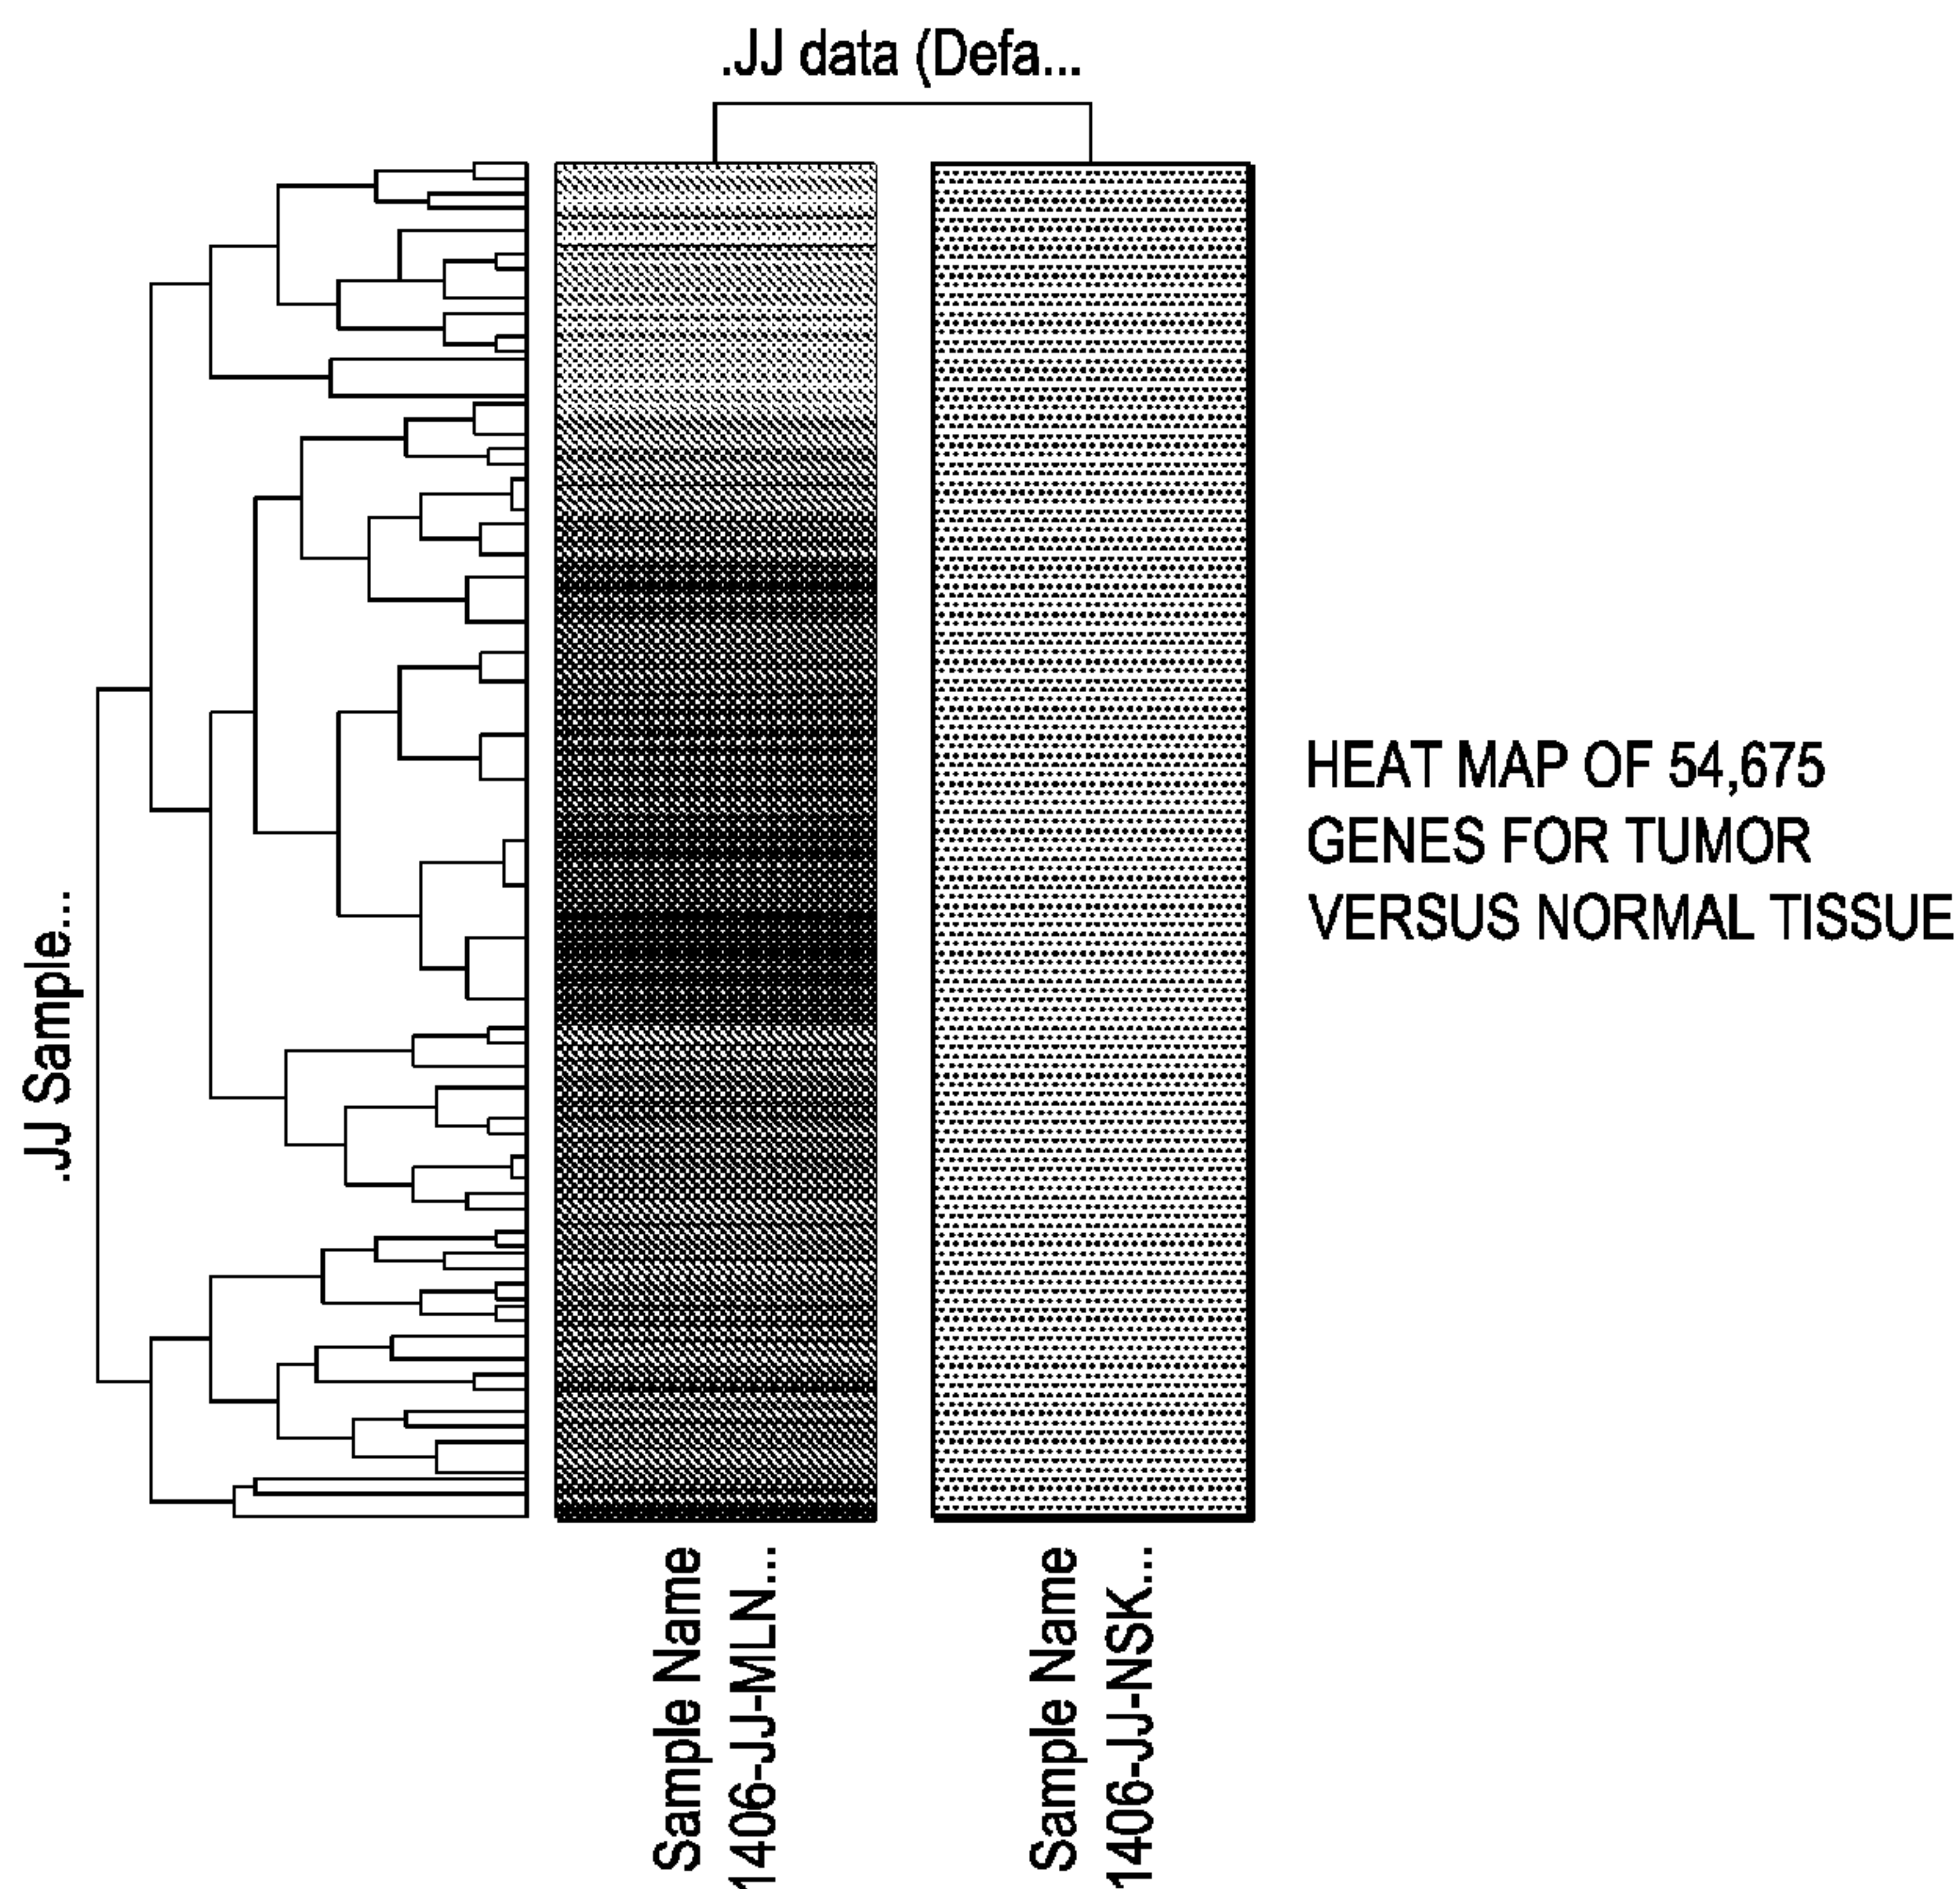 .JJ data (Defa...
.JJ Sample...
HEAT MAP OF 54,675
GENES FOR TUMOR
VERSUS NORMAL TISSUE
Sample Name
1406-JJ-MLN...
Sample Name
1406-JJ-NSK...